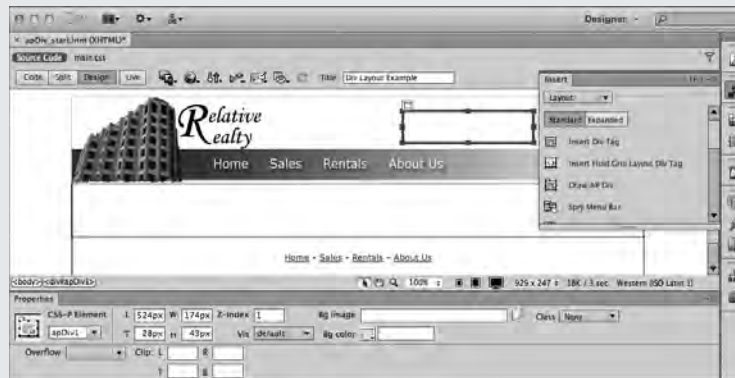 Designer
× apDiv_start.html (XHTML)*
Source Code main.css
Code Split Design Live Title Div Layout Example
Insert
Layout
Standard Expanded
Insert Div Tag
Insert Fluid Grid Layout Div Tag
Draw AP Div
Spry Menu Bar
Relative
Realty
Home Sales Rentals About Us
Home - Sales - Rentals - About Us
<body><div#apDiv1> 100% 929 x 247 1K / 1 sec Western (ISO Latin 1)
Properties
CSS-P Element L 524px W 174px Z-Index 1 Bg image Class None
apDiv1 T 28px H 43px Vis default Bg color
Overflow Clip: L R
T B